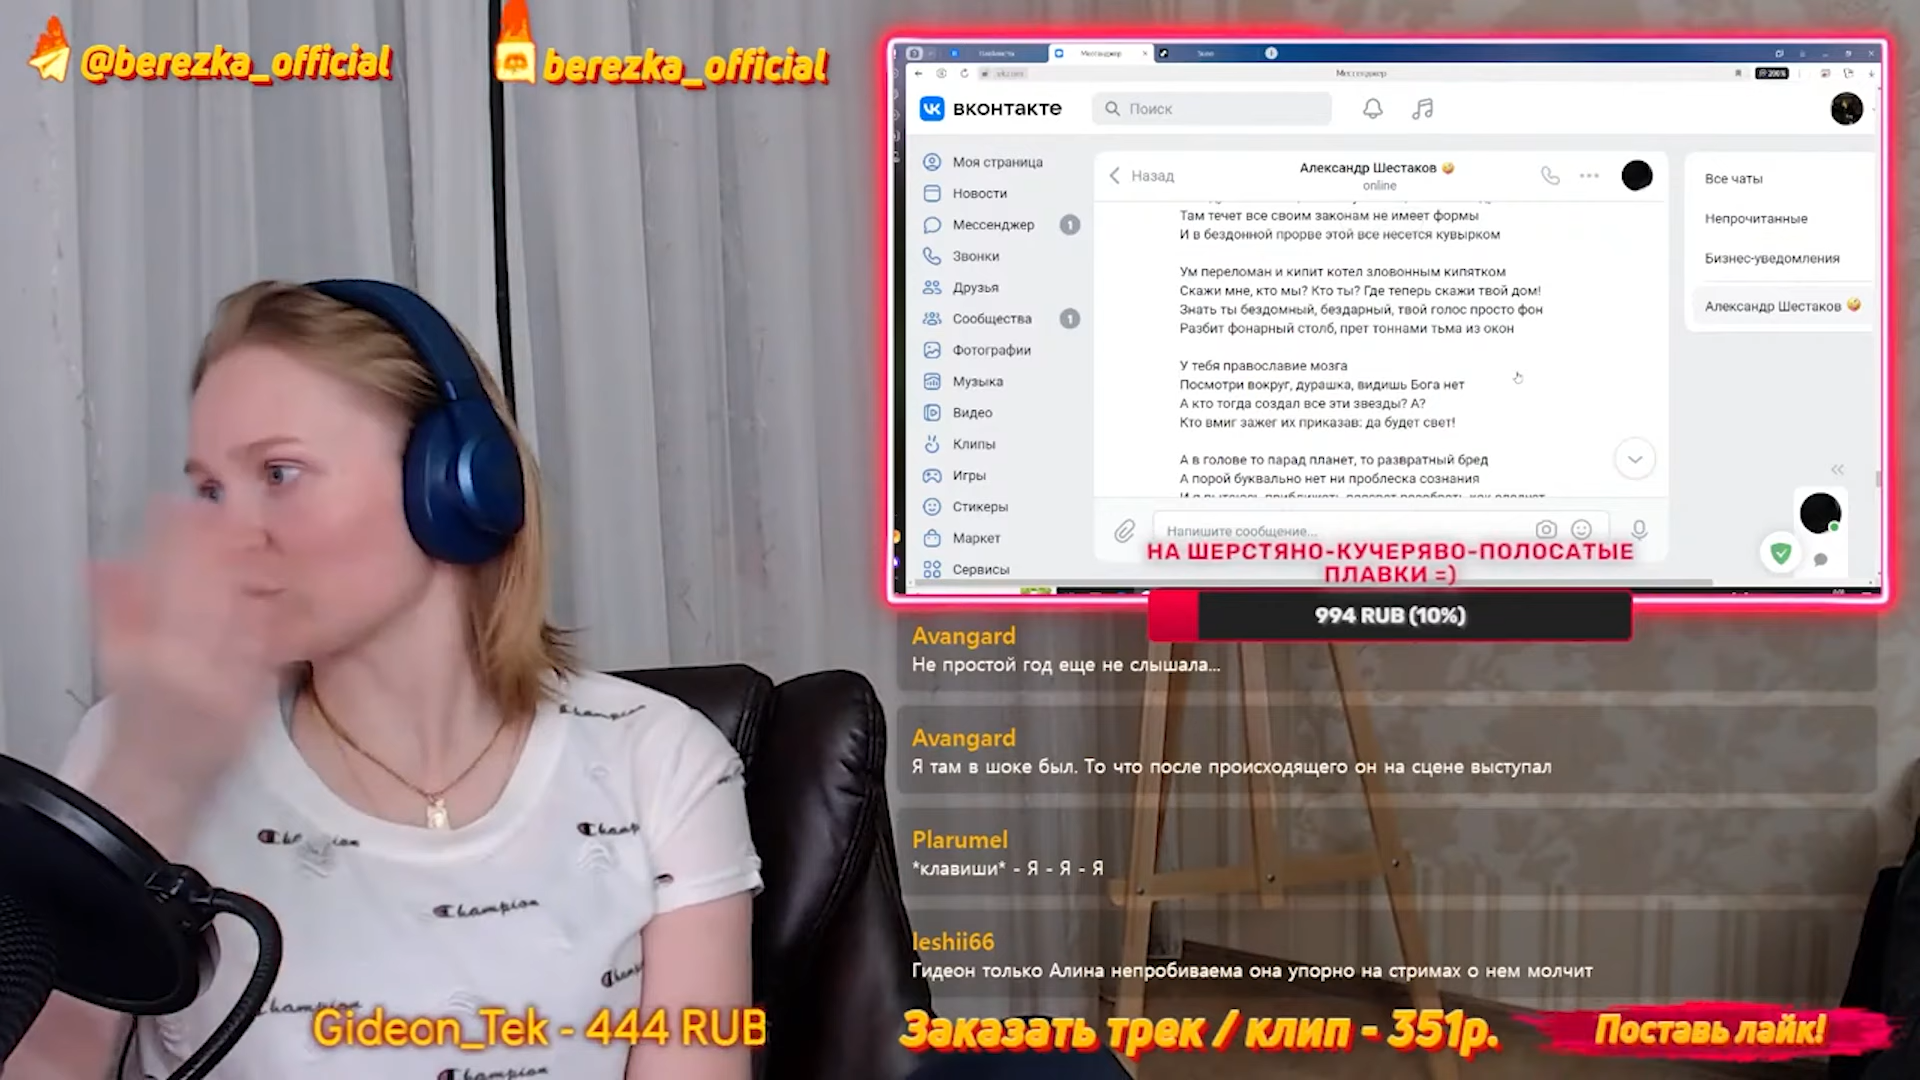 @berezka_official
berezka_official
Мессенджер
200%
вконтакте
Поиск
Моя страница
Новости
Мессенджер 1
Звонки
Друзья
Сообщества 1
Фотографии
Музыка
Видео
Клипы
Игры
Стикеры
Маркет
Сервисы
Назад
Александр Шестаков
online
Там течет все своим законам не имеет формы
И в бездонной прорве этой все несется кувырком
Ум переломан и кипит котел зловонным кипятком
Скажи мне, кто мы? Кто ты? Где теперь скажи твой дом!
Знать ты бездомный, бездарный, твой голос просто фон
Разбит фонарный столб, прет тоннами тьма из окон
У тебя православие мозга
Посмотри вокруг, дурашка, видишь Бога нет
А кто тогда создал все эти звезды? А?
Кто вмиг зажег их приказав: да будет свет!
А в голове то парад планет, то развратный бред
А порой буквально нет ни проблеска сознания
Напишите сообщение...
Все чаты
Непрочитанные
Бизнес-уведомления
Александр Шестаков
НА ШЕРСТЯНО-КУЧЕРЯВО-ПОЛОСАТЫЕ
ПЛАВКИ =)
994 RUB (10%)
Avangard
Не простой год еще не слышала...
Avangard
Я там в шоке был. То что после происходящего он на сцене выступал
Plarumel
*клавиши* - Я - Я - Я
leshii66
Гидеон только Алина непробиваема она упорно на стримах о нем молчит
Champion
Gideon_Tek - 444 RUB
Заказать трек / клип - 351р.
Поставь лайк!